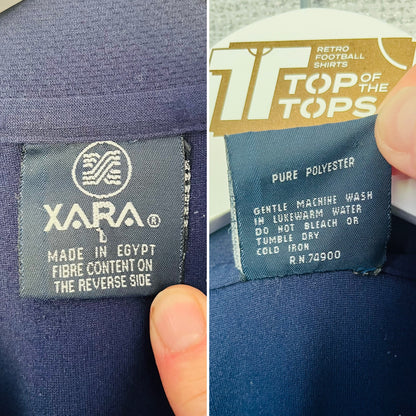 XARA®
L
MADE IN EGYPT
FIBRE CONTENT ON
THE REVERSE SIDE
RETRO
FOOTBALL
SHIRTS
TOP OF THE
TOPS
PURE POLYESTER
GENTLE MACHINE WASH
IN LUKEWARM WATER
DO NOT BLEACH OR
TUMBLE DRY
COLD IRON
R.N.74900